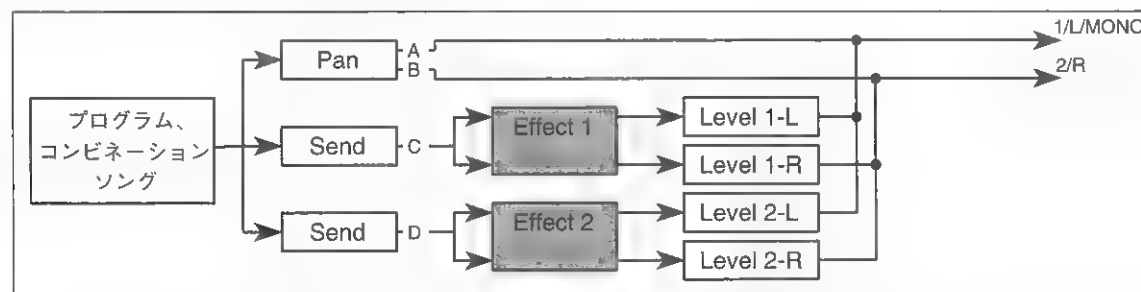 1/L/MONO
Pan
A
B
2/R
プログラム、
コンビネーション
ソング
Send
C
Effect 1
Level 1-L
Level 1-R
Send
D
Effect 2
Level 2-L
Level 2-R